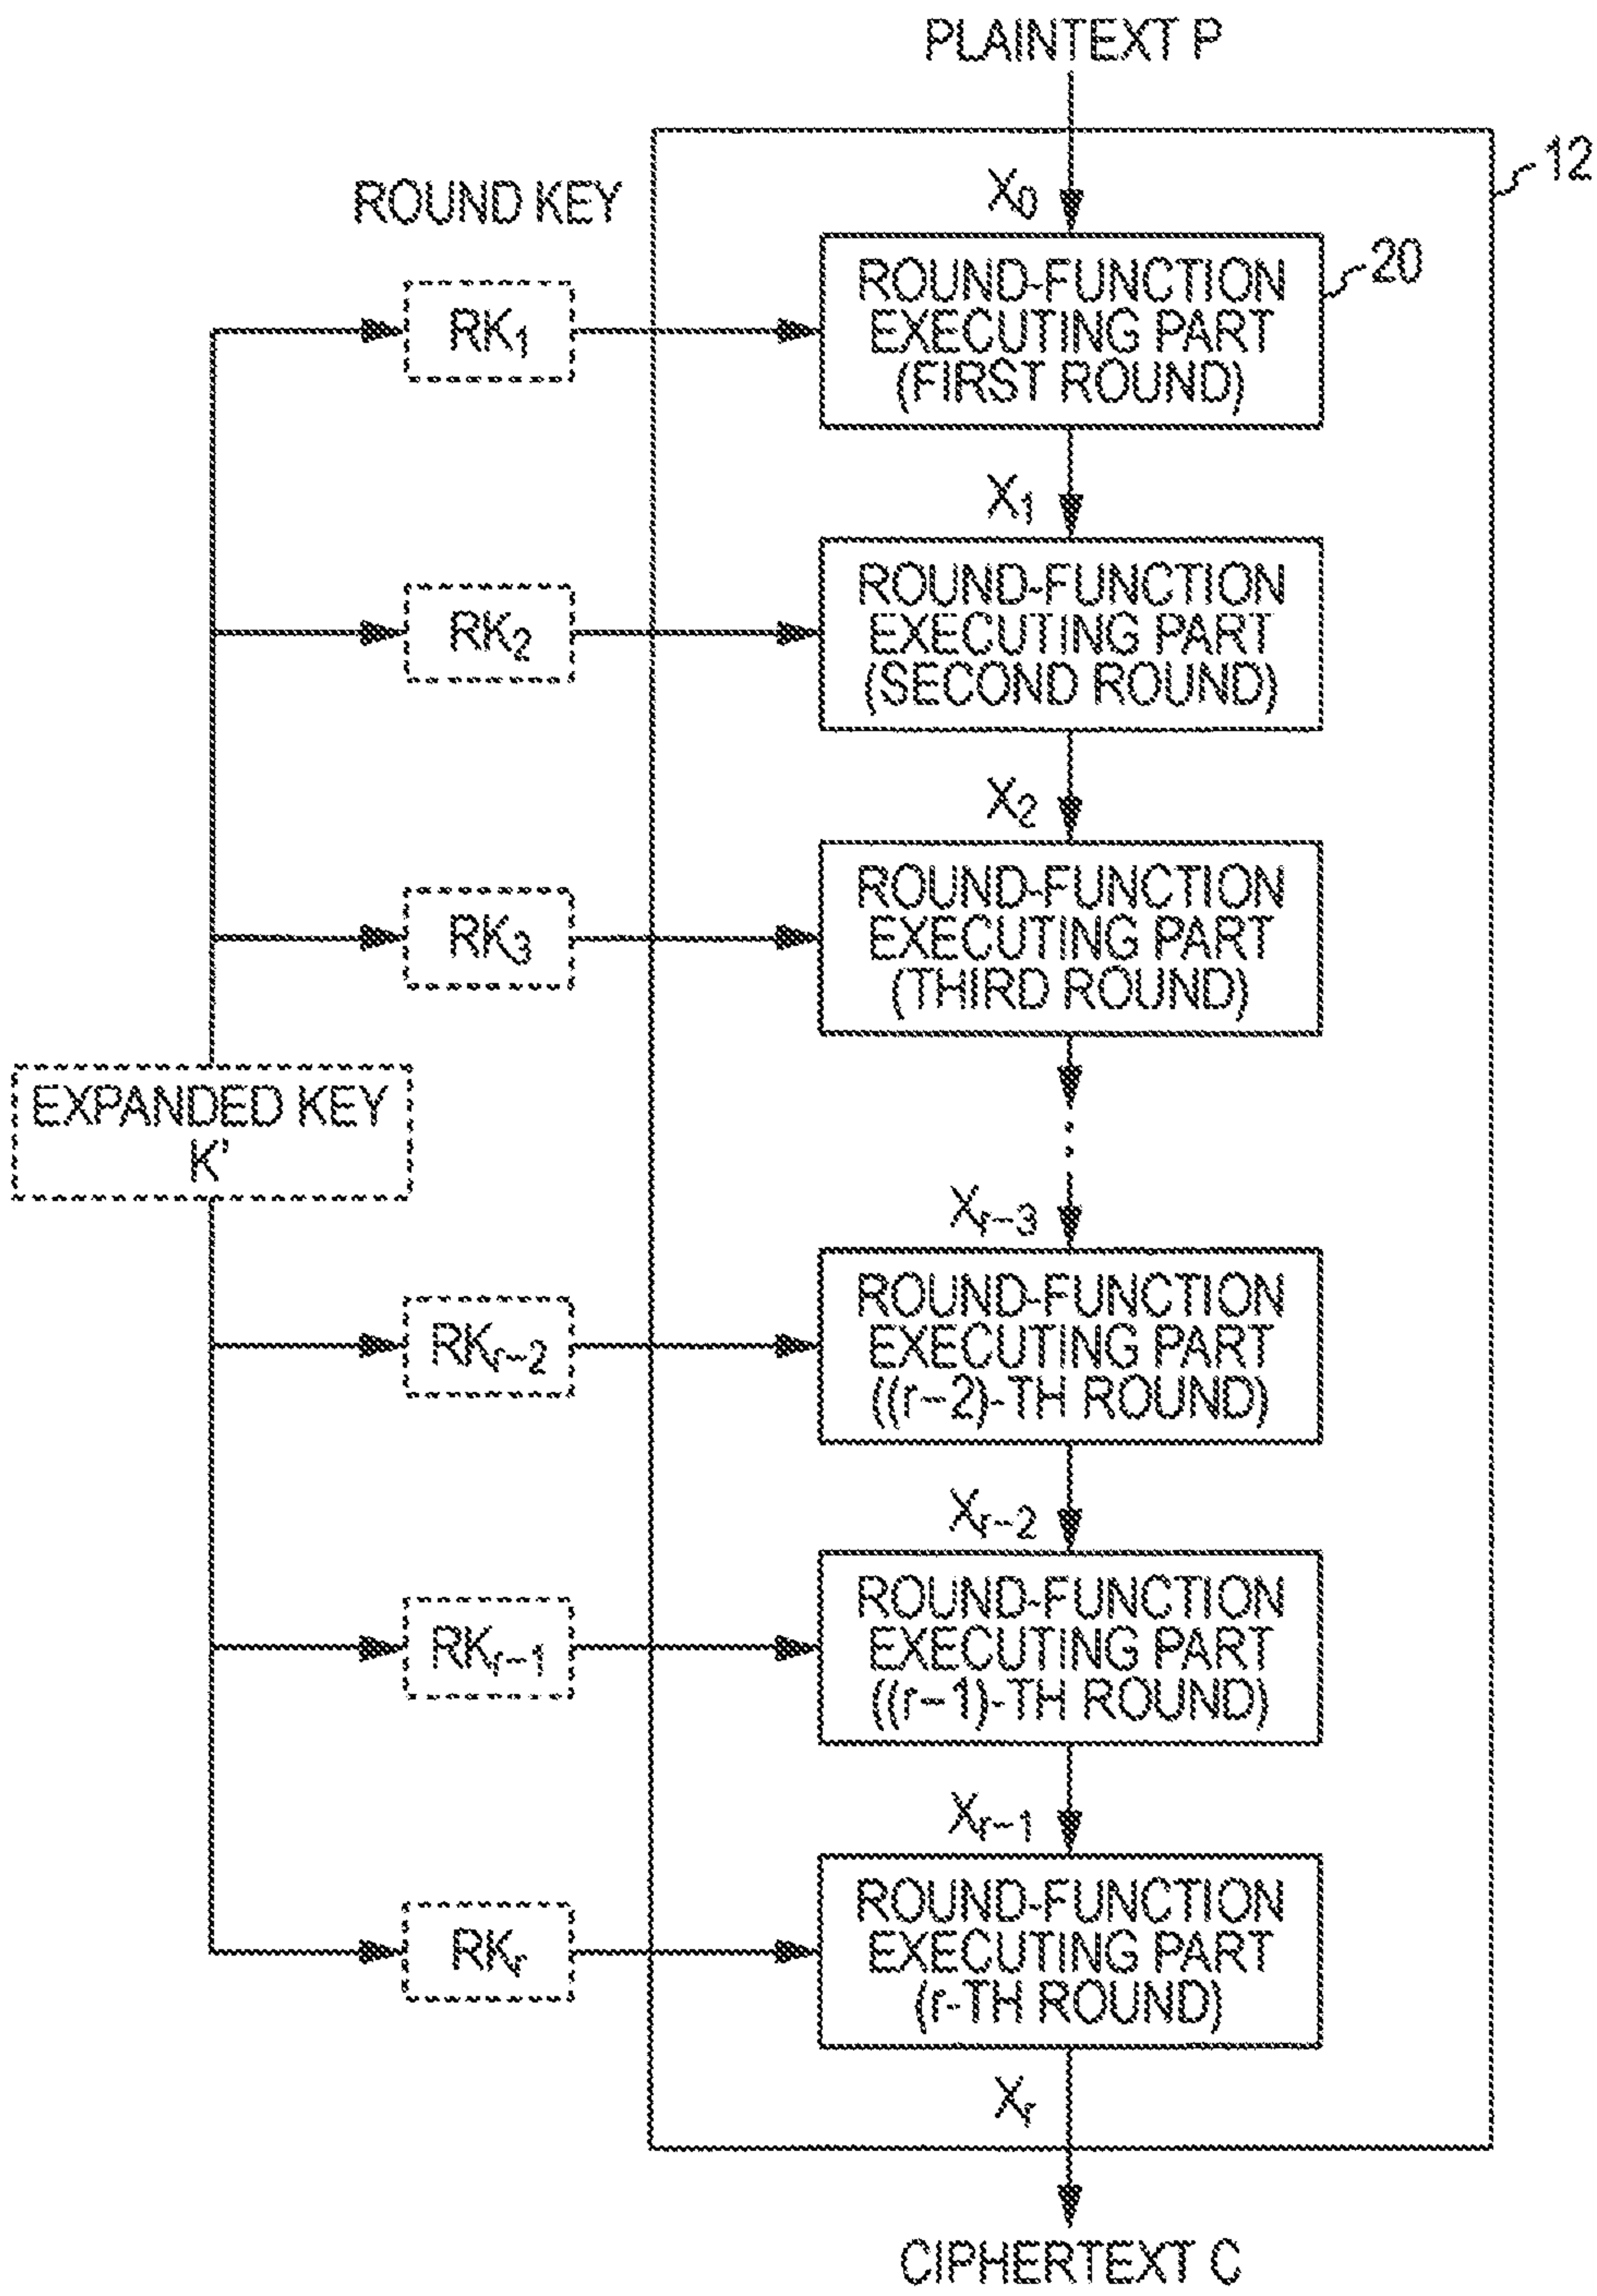 PLAINTEXT P
12
ROUND KEY
X0
20
ROUND-FUNCTION
EXECUTING PART
(FIRST ROUND)
RK1
X1
ROUND-FUNCTION
EXECUTING PART
(SECOND ROUND)
RK2
X2
ROUND-FUNCTION
EXECUTING PART
(THIRD ROUND)
RK3
EXPANDED KEY
K'
Xr-3
ROUND-FUNCTION
EXECUTING PART
((r-2)-TH ROUND)
RKr-2
Xr-2
ROUND-FUNCTION
EXECUTING PART
((r-1)-TH ROUND)
RKr-1
Xr-1
ROUND-FUNCTION
EXECUTING PART
(r-TH ROUND)
RKr
Xr
CIPHERTEXT C